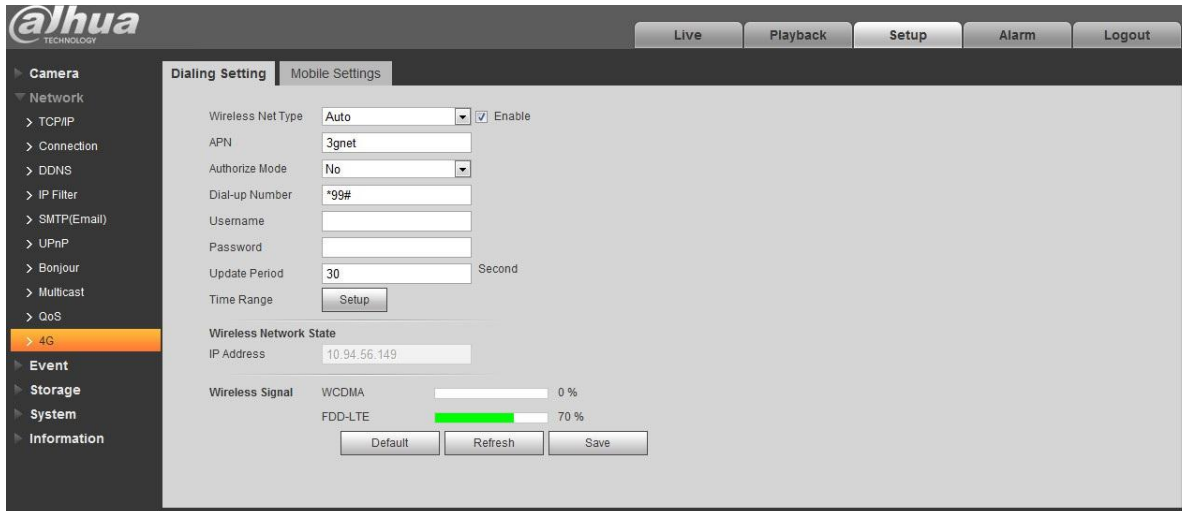 alhua
TECHNOLOGY
Live Playback Setup Alarm Logout
Camera
Network
TCP/IP
Connection
DDNS
IP Filter
SMTP(Email)
UPnP
Bonjour
Multicast
QoS
4G
Event
Storage
System
Information
Dialing Setting Mobile Settings
Wireless Net Type Auto Enable
APN 3gnet
Authorize Mode No
Dial-up Number *99#
Username
Password
Update Period 30 Second
Time Range Setup
Wireless Network State
IP Address 10.94.56.149
Wireless Signal WCDMA 0 %
FDD-LTE 70 %
Default Refresh Save